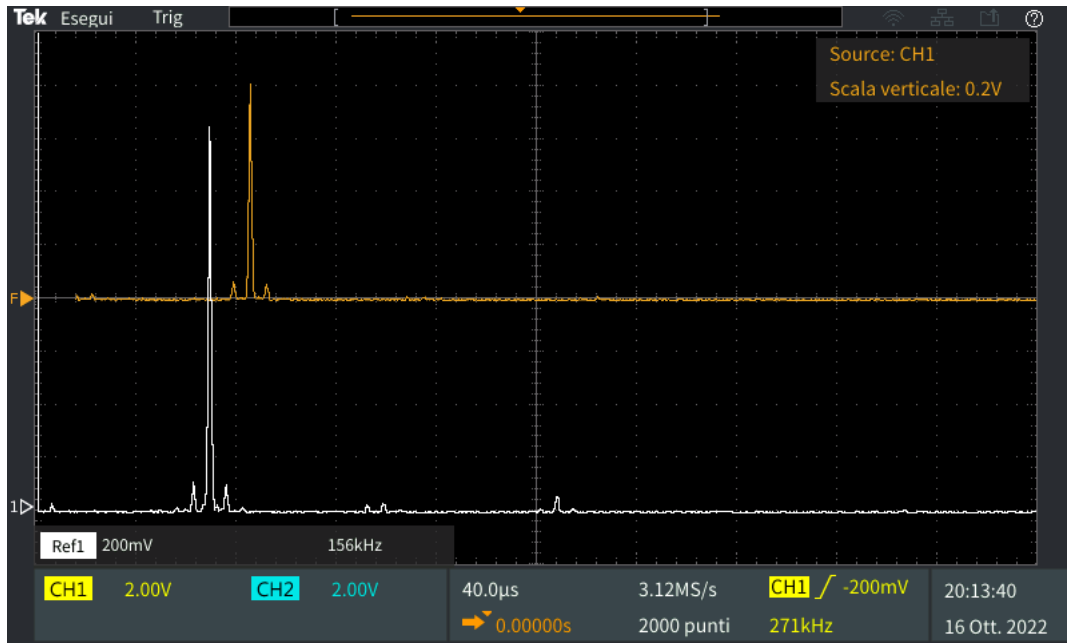 Tek Esegui Trig
Source: CH1
Scala verticale: 0.2V
F
1
Ref1 200mV 156kHz
CH1 2.00V CH2 2.00V 40.0µs 3.12MS/s CH1 -200mV 20:13:40
0.00000s 2000 punti 271kHz 16 Ott. 2022